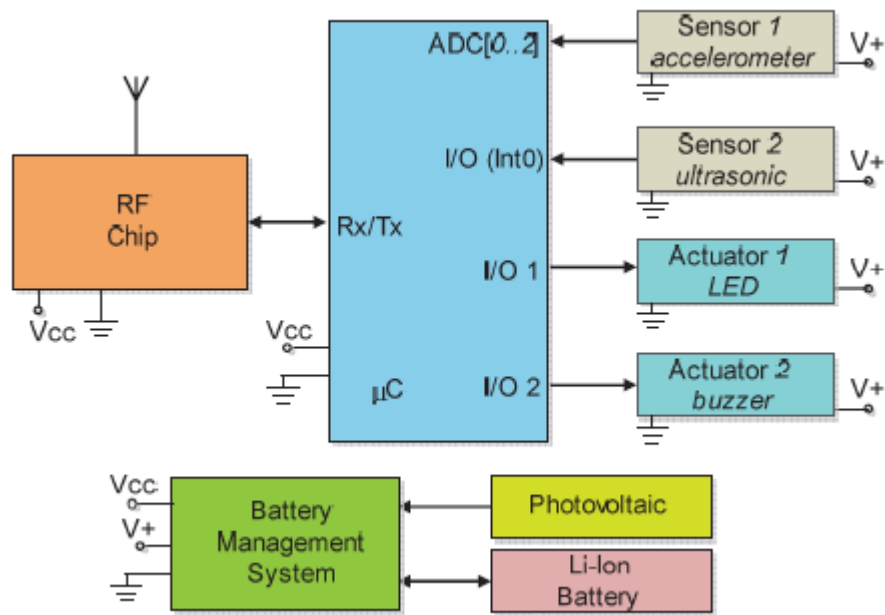 ADC[0..2]
Sensor 1
accelerometer
V+
I/O (Int0)
Sensor 2
ultrasonic
V+
RF
Chip
Rx/Tx
Vcc
I/O 1
Actuator 1
LED
V+
Vcc
µC
I/O 2
Actuator 2
buzzer
V+
Vcc
V+
Battery
Management
System
Photovoltaic
Li-Ion
Battery